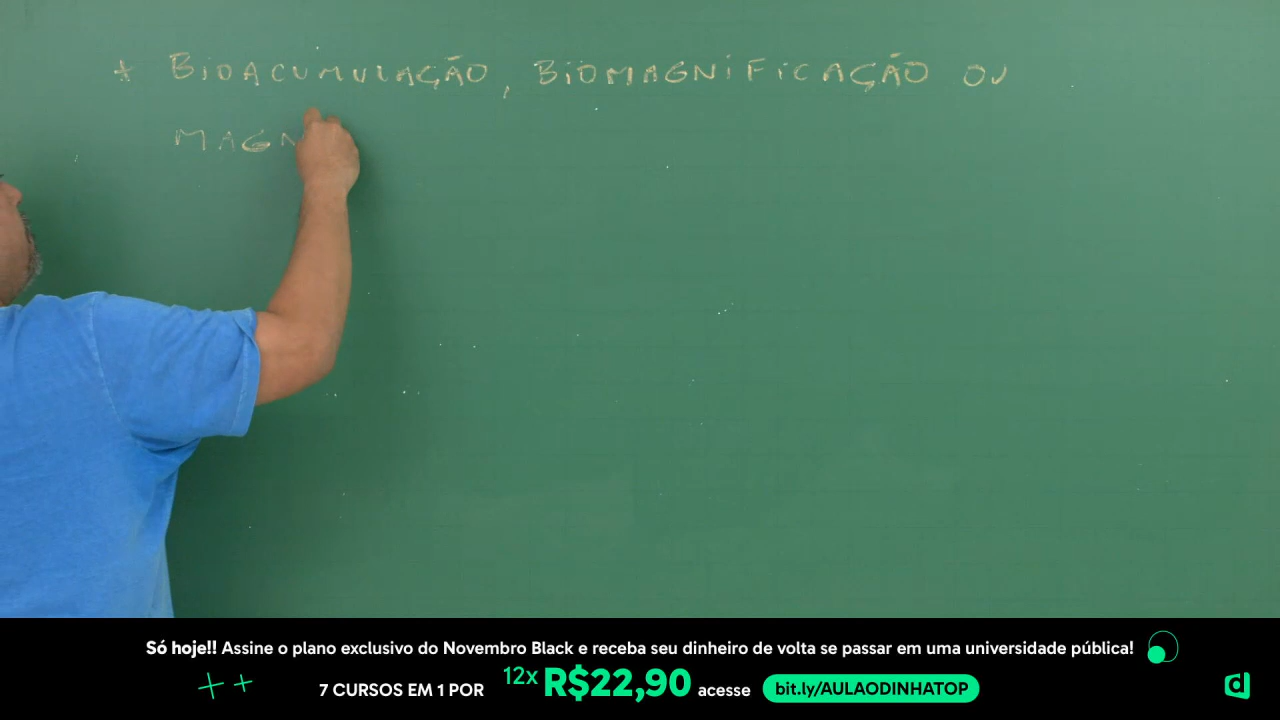 * BIOACUMULAÇÃO, BIOMAGNIFICAÇÃO OU
MAGN
Só hoje!! Assine o plano exclusivo do Novembro Black e receba seu dinheiro de volta se passar em uma universidade pública!
7 CURSOS EM 1 POR 12x R$22,90 acesse bit.ly/AULAODINHATOP
d